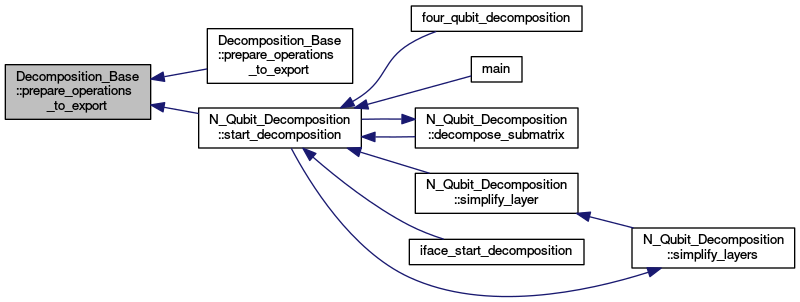 Decomposition_Base
::prepare_operations
_to_export
Decomposition_Base
::prepare_operations
_to_export
N_Qubit_Decomposition
::start_decomposition
four_qubit_decomposition
main
N_Qubit_Decomposition
::decompose_submatrix
N_Qubit_Decomposition
::simplify_layer
iface_start_decomposition
N_Qubit_Decomposition
::simplify_layers